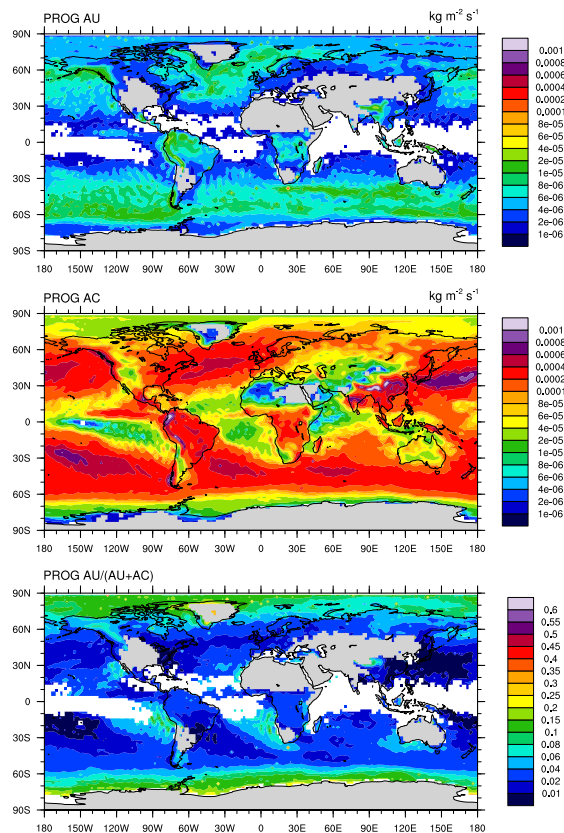 PROG AU
kg m⁻² s⁻¹
90N
60N
30N
0
30S
60S
90S
180 150W 120W 90W 60W 30W 0 30E 60E 90E 120E 150E 180
0.001
0.0008
0.0006
0.0004
0.0002
0.0001
8e-05
6e-05
4e-05
2e-05
1e-05
8e-06
6e-06
4e-06
2e-06
1e-06
PROG AC
kg m⁻² s⁻¹
90N
60N
30N
0
30S
60S
90S
180 150W 120W 90W 60W 30W 0 30E 60E 90E 120E 150E 180
0.001
0.0008
0.0006
0.0004
0.0002
0.0001
8e-05
6e-05
4e-05
2e-05
1e-05
8e-06
6e-06
4e-06
2e-06
1e-06
PROG AU/(AU+AC)
90N
60N
30N
0
30S
60S
90S
180 150W 120W 90W 60W 30W 0 30E 60E 90E 120E 150E 180
0.6
0.55
0.5
0.45
0.4
0.35
0.3
0.25
0.2
0.15
0.1
0.08
0.06
0.04
0.02
0.01